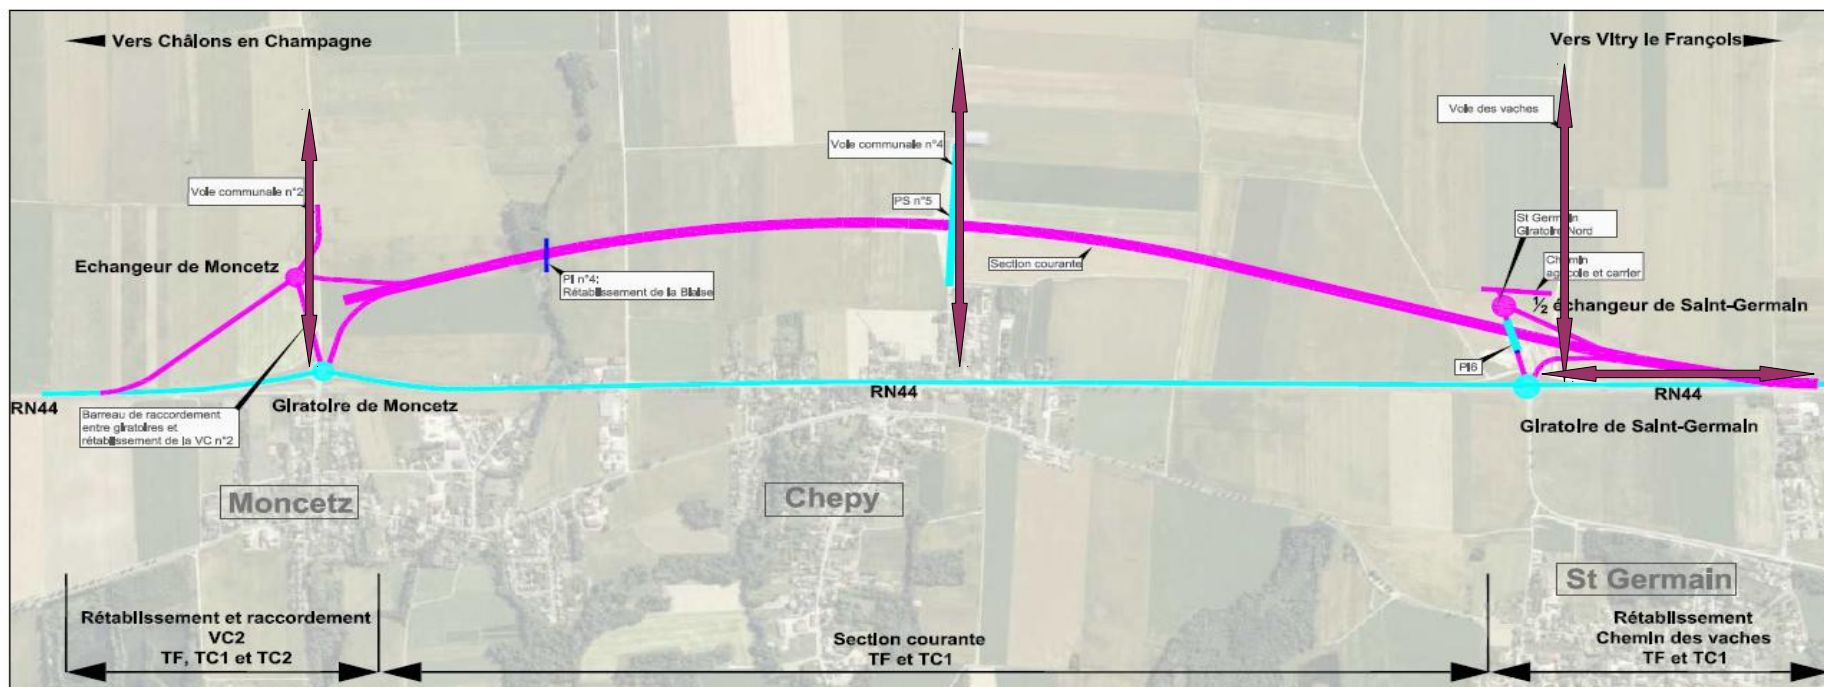 Vers Châlons en Champagne
Vers Vitry le François
Voie des vaches
Voie communale n°4
Voie communale n°2
PS n°5
St Germain
Giratoire Nord
Echangeur de Moncetz
Section courante
Chemin
agricole et carrier
PI n°4:
Rétablissement de la Blaise
½ échangeur de Saint-Germain
PI6
RN44
RN44
RN44
Giratoire de Moncetz
Barreau de raccordement
entre giratoires et
rétablissement de la VC n°2
Giratoire de Saint-Germain
Moncetz
Chepy
St Germain
Rétablissement et raccordement
VC2
TF, TC1 et TC2
Section courante
TF et TC1
Rétablissement
Chemin des vaches
TF et TC1